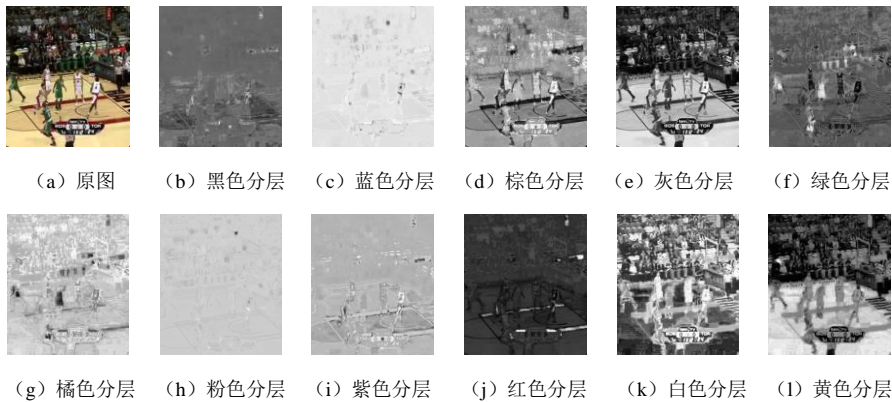 （a）原图 （b）黑色分层 （c）蓝色分层 （d）棕色分层 （e）灰色分层 （f）绿色分层
（g）橘色分层 （h）粉色分层 （i）紫色分层 （j）红色分层 （k）白色分层 （l）黄色分层